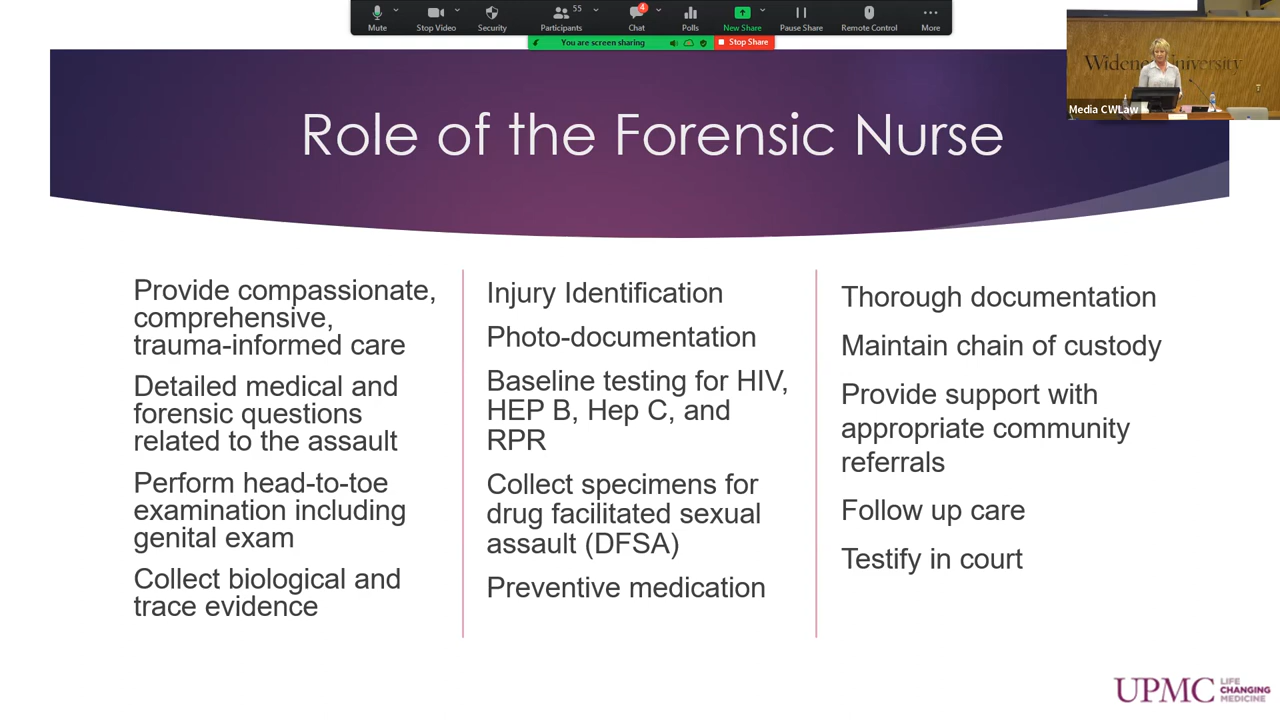 55
4
Mute
Stop Video
Security
Participants
Chat
Polls
New Share
Pause Share
Remote Control
More
You are screen sharing
Stop Share
Widener University
Media CWLaw
Role of the Forensic Nurse
Provide compassionate,
comprehensive,
trauma-informed care
Detailed medical and
forensic questions
related to the assault
Perform head-to-toe
examination including
genital exam
Collect biological and
trace evidence
Injury Identification
Photo-documentation
Baseline testing for HIV,
HEP B, Hep C, and
RPR
Collect specimens for
drug facilitated sexual
assault (DFSA)
Preventive medication
Thorough documentation
Maintain chain of custody
Provide support with
appropriate community
referrals
Follow up care
Testify in court
UPMC
LIFE
CHANGING
MEDICINE